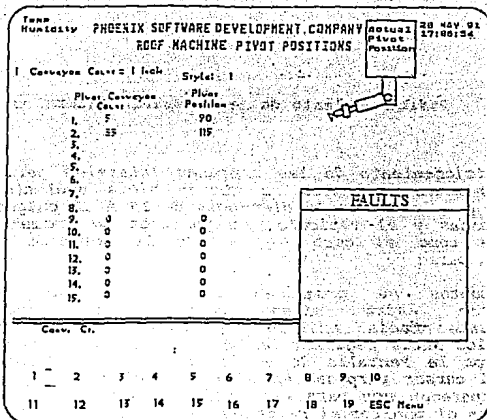 Temp
Humidity
PHOENIX SOFTWARE DEVELOPMENT COMPANY
ROOF MACHINE PIVOT POSITIONS
Actual
Pivot
Position
28 MAY 91
1 Conveyor Count = 1 Inch
Style: 1
Pivot Conveyor Count
Pivot Position
1. 5 90
2. 35 115
3.
4.
5.
6.
7.
8.
9. 0 0
10. 0 0
11. 0 0
12. 0 0
13. 0 0
14. 0 0
15. 0 0
FAULTS
Conv. Ct.
:
1 2 3 4 5 6 7 8 9 10
11 12 13 14 15 16 17 18 19 ESC Menu